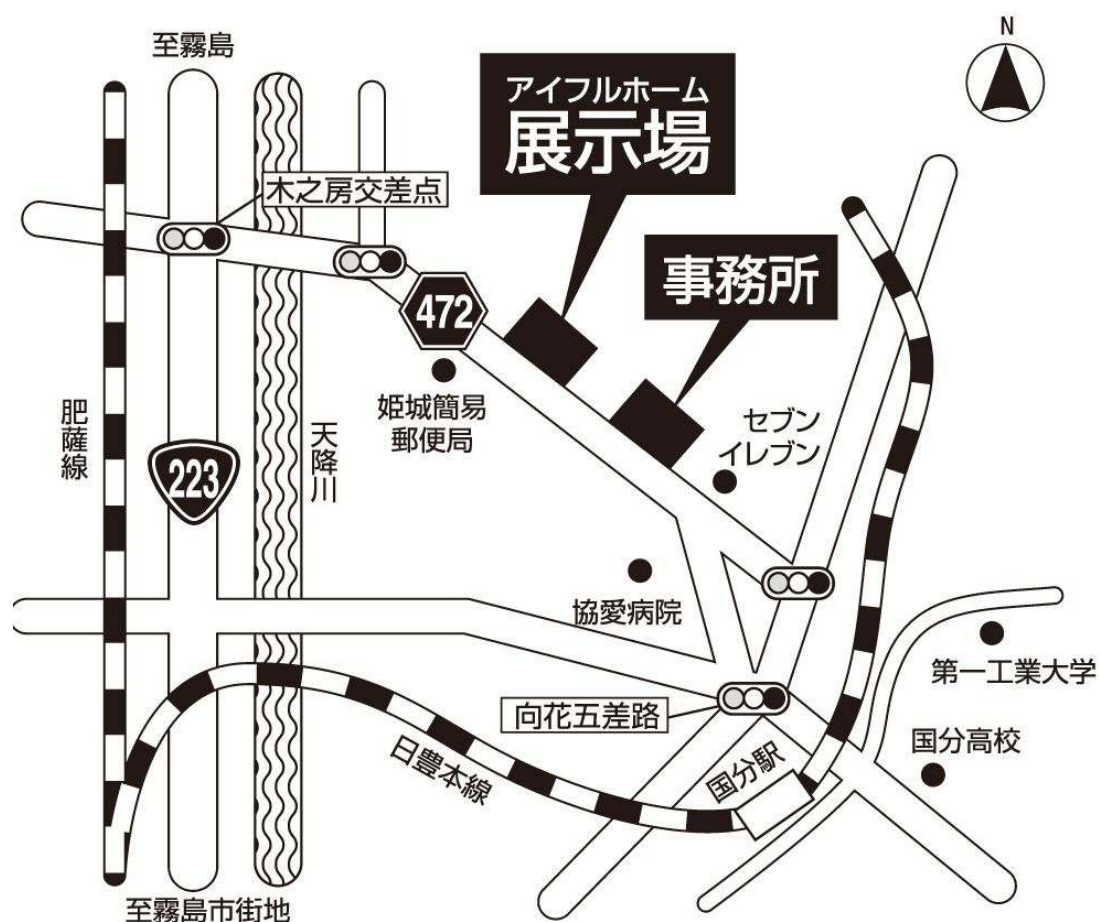 N
至霧島
アイフルホーム
展示場
木之房交差点
事務所
472
姫城簡易
郵便局
セブン
イレブン
肥薩線
223
天降川
協愛病院
第一工業大学
向花五差路
国分高校
国分駅
日豊本線
至霧島市街地